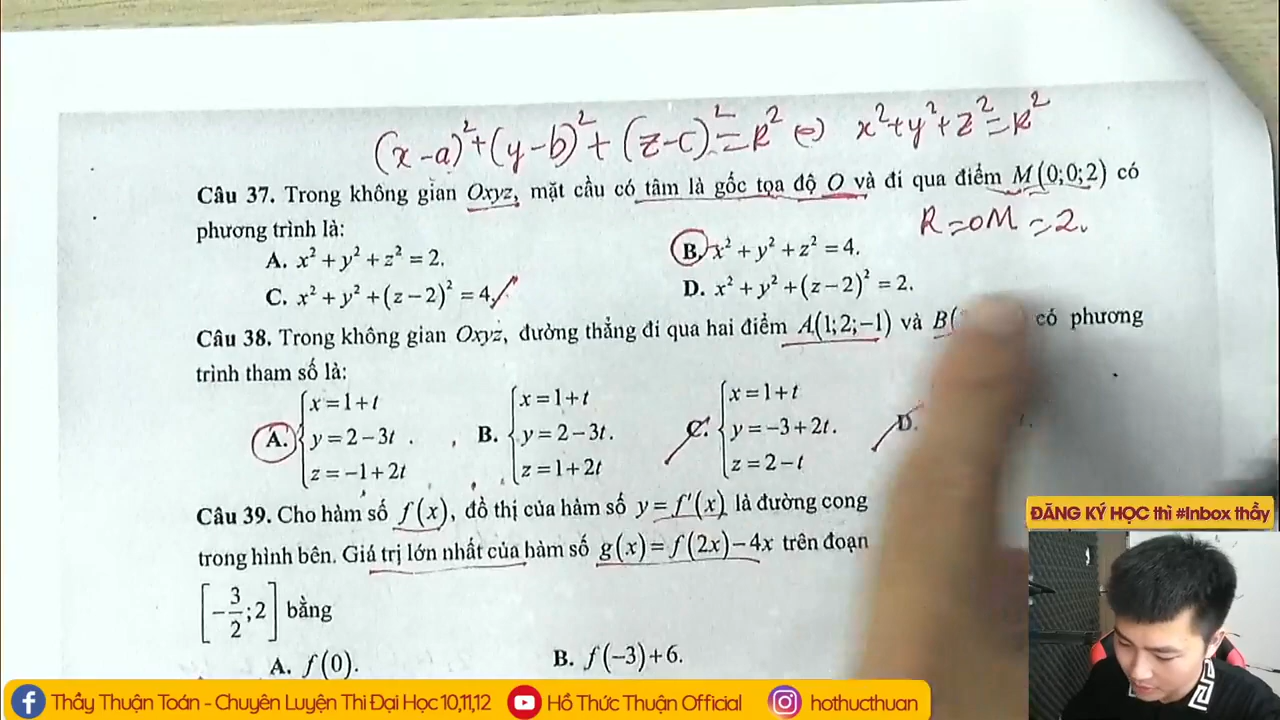 (x-a)²+(y-b)²+(z-c)²=R² ⇔ x²+y²+z²=R²
Câu 37. Trong không gian Oxyz, mặt cầu có tâm là gốc tọa độ O và đi qua điểm M(0;0;2) có
phương trình là:
R=OM=2.
A. x²+y²+z²=2.
B. x²+y²+z²=4.
C. x²+y²+(z-2)²=4.
D. x²+y²+(z-2)²=2.
Câu 38. Trong không gian Oxyz, đường thẳng đi qua hai điểm A(1;2;-1) và B( có phương
trình tham số là:
A. { x=1+t
y=2-3t .
z=-1+2t
B. { x=1+t
y=2-3t.
z=1+2t
C. { x=1+t
y=-3+2t.
z=2-t
D. t.
Câu 39. Cho hàm số f(x), đồ thị của hàm số y=f'(x) là đường cong
trong hình bên. Giá trị lớn nhất của hàm số g(x)=f(2x)-4x trên đoạn
[-3/2;2] bằng
A. f(0).
B. f(-3)+6.
ĐĂNG KÝ HỌC thì #Inbox thầy
Thầy Thuận Toán - Chuyên Luyện Thi Đại Học 10,11,12
Hồ Thức Thuận Official
hothucthuan